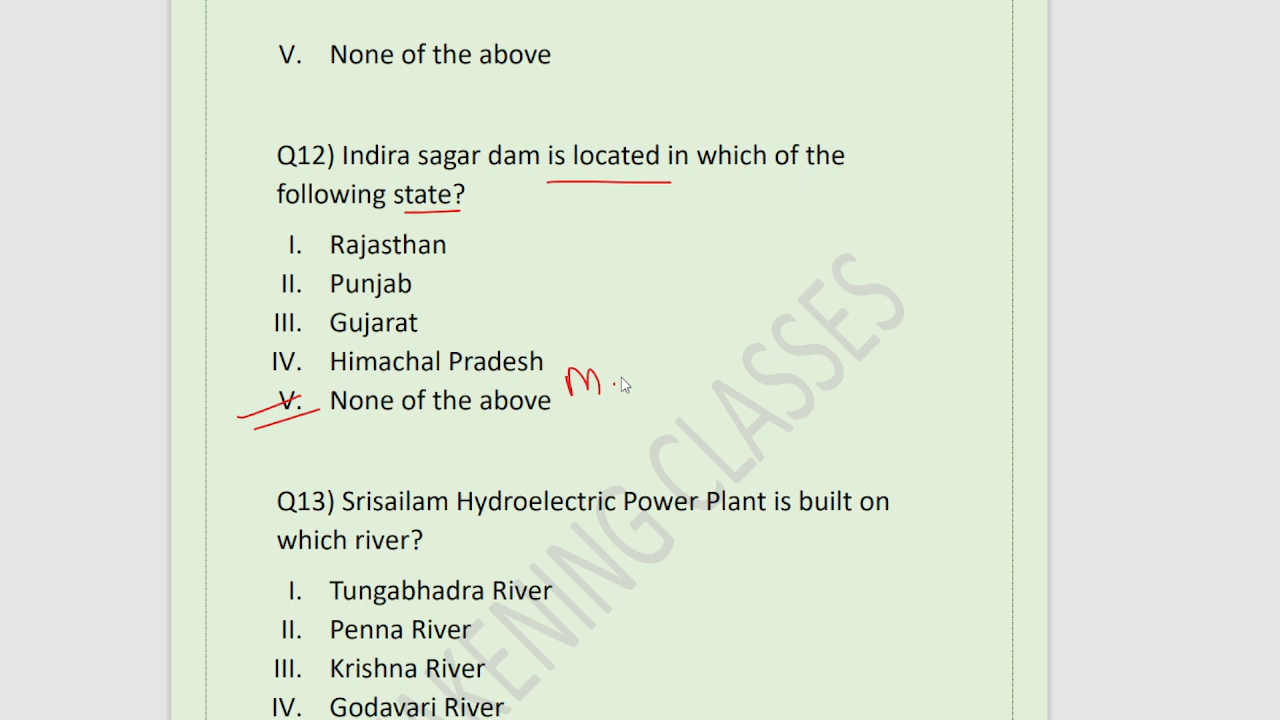 V. None of the above
Q12) Indira sagar dam is located in which of the
following state?
I. Rajasthan
II. Punjab
III. Gujarat
IV. Himachal Pradesh
M.
V. None of the above
Q13) Srisailam Hydroelectric Power Plant is built on
which river?
I. Tungabhadra River
II. Penna River
III. Krishna River
IV. Godavari River
AKENING CLASSES